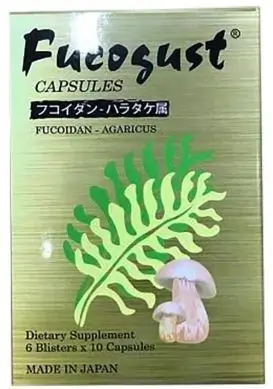 Fucogust®
CAPSULES
フコイダン-ハラタケ属
FUCOIDAN - AGARICUS
Dietary Supplement
6 Blisters x 10 Capsules
MADE IN JAPAN